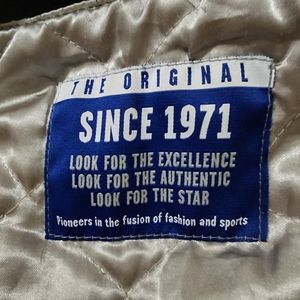 THE ORIGINAL
SINCE 1971
LOOK FOR THE EXCELLENCE
LOOK FOR THE AUTHENTIC
LOOK FOR THE STAR
Pioneers in the fusion of fashion and sports